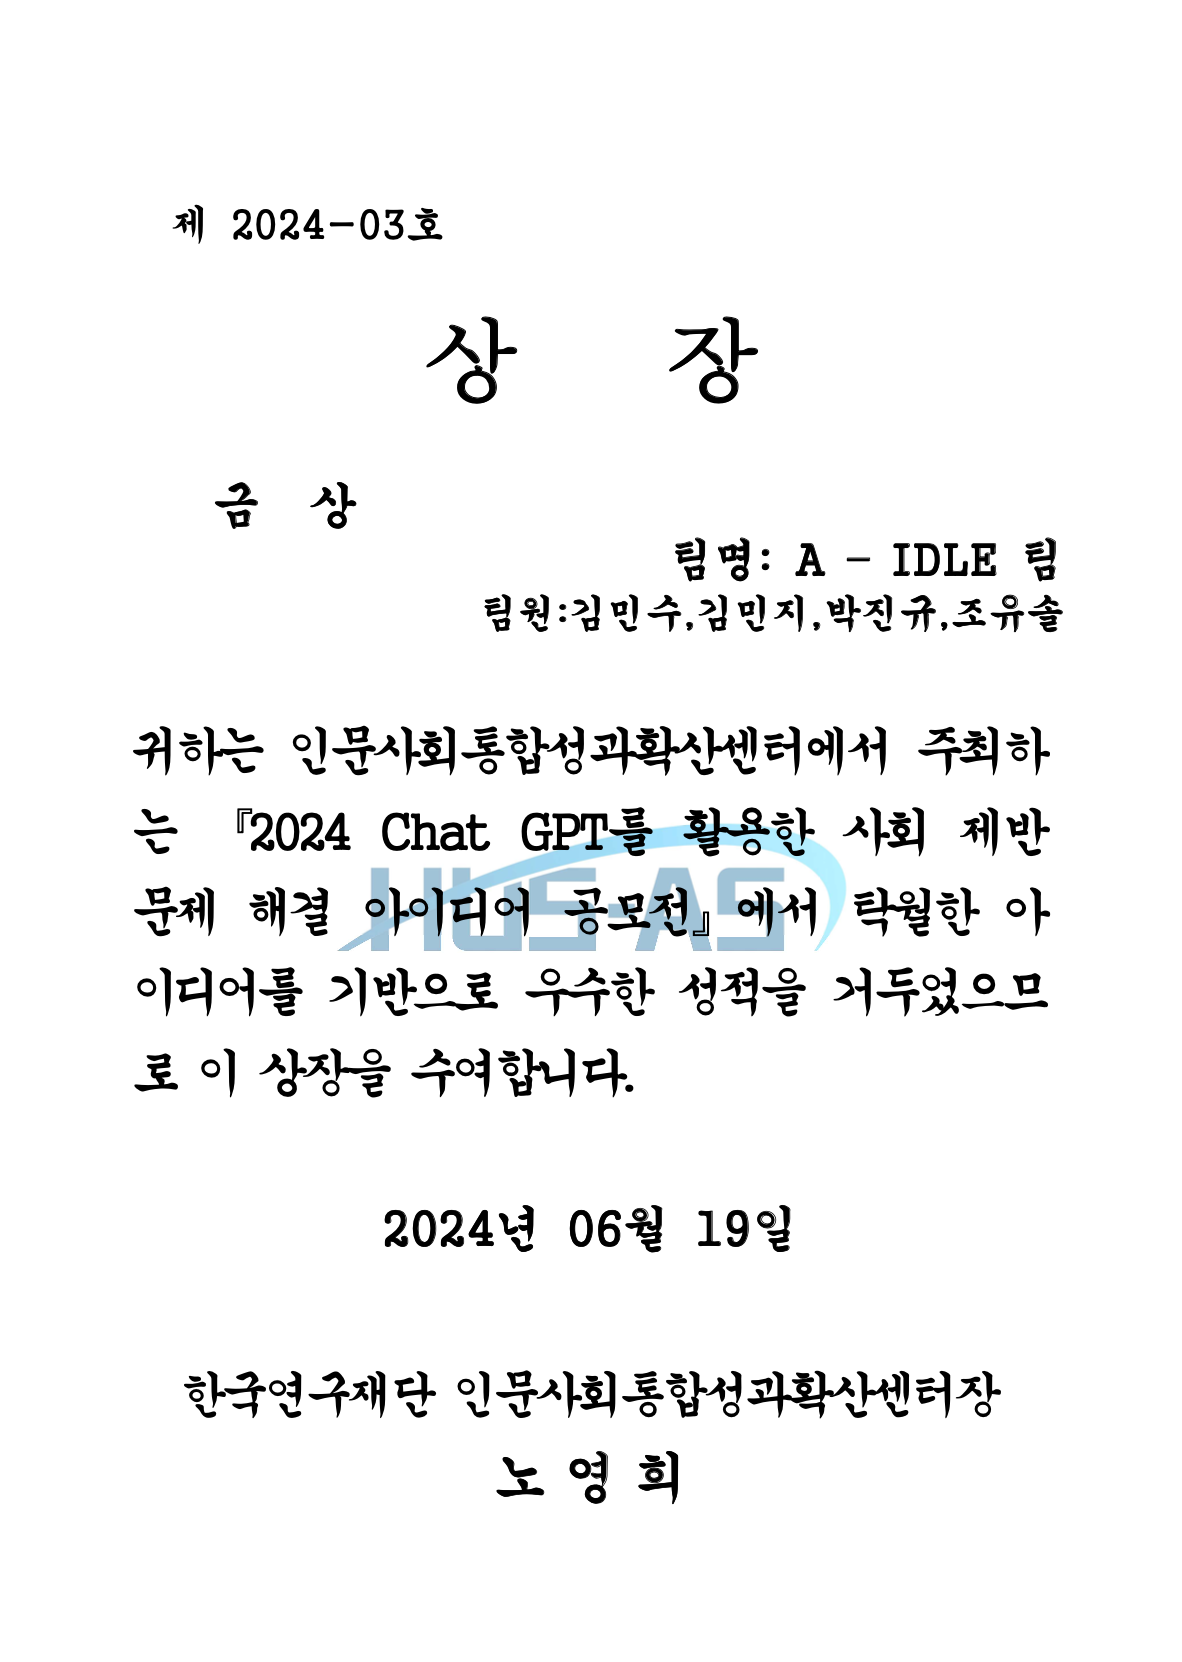 제 2024-03호
상 장
금 상
팀명: A - IDLE 팀
팀원:김민수,김민지,박진규,조유솔
귀하는 인문사회통합성과확산센터에서 주최하
는 『2024 Chat GPT를 활용한 사회 제반
문제 해결 아이디어 공모전』에서 탁월한 아
이디어를 기반으로 우수한 성적을 거두었으므
로 이 상장을 수여합니다.
HUS-AS
2024년 06월 19일
한국연구재단 인문사회통합성과확산센터장
노 영 희